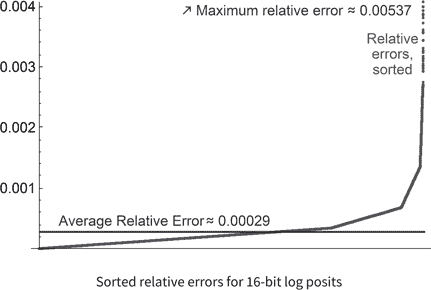 0.004
↗ Maximum relative error ≈ 0.00537
Relative
errors,
sorted
0.003
0.002
0.001
Average Relative Error ≈ 0.00029
Sorted relative errors for 16-bit log posits